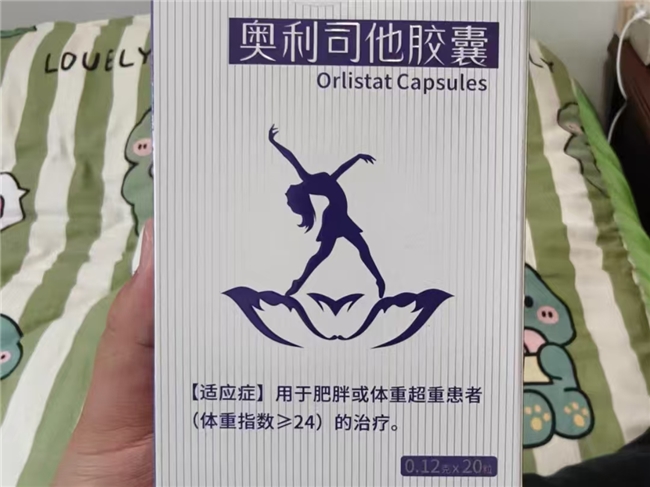 LOVELY
奥利司他胶囊
Orlistat Capsules
【适应症】用于肥胖或体重超重患者
（体重指数≥24）的治疗。
0.12克×20粒